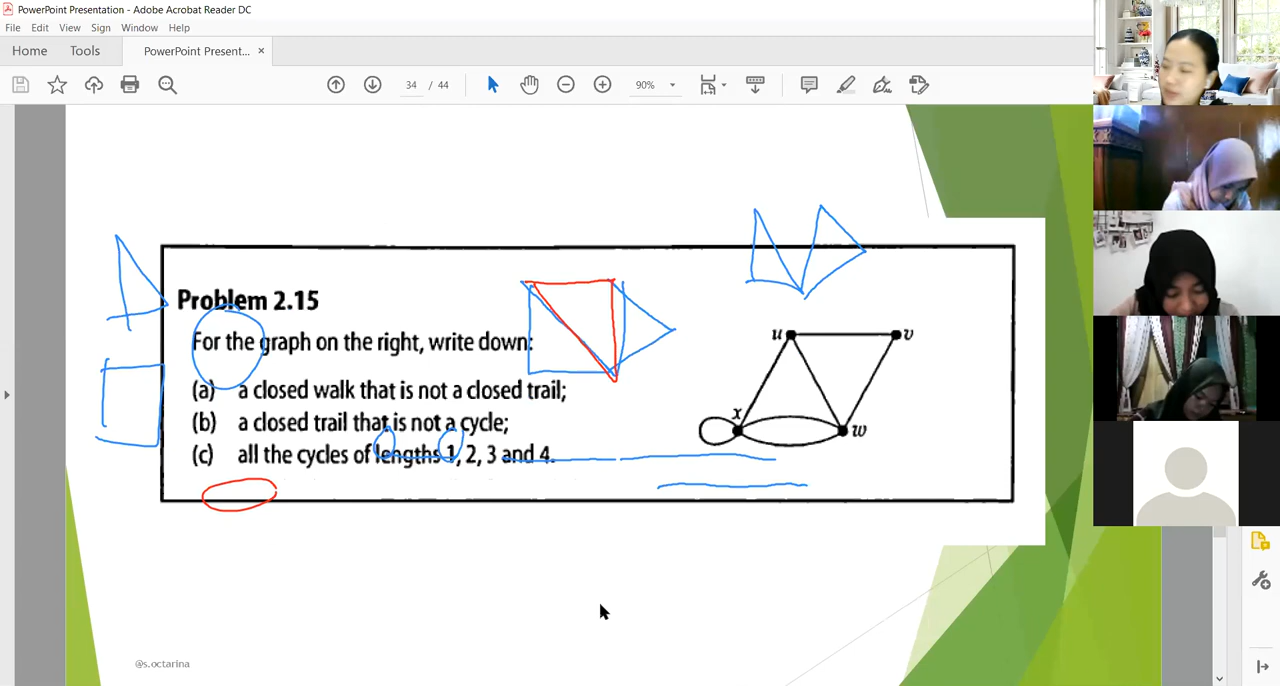 PowerPoint Presentation - Adobe Acrobat Reader DC
File Edit View Sign Window Help
Home Tools PowerPoint Present... ×
34 / 44 90%
Problem 2.15
For the graph on the right, write down:
(a) a closed walk that is not a closed trail;
(b) a closed trail that is not a cycle;
(c) all the cycles of lengths 1, 2, 3 and 4.
u v
x w
@s.octarina